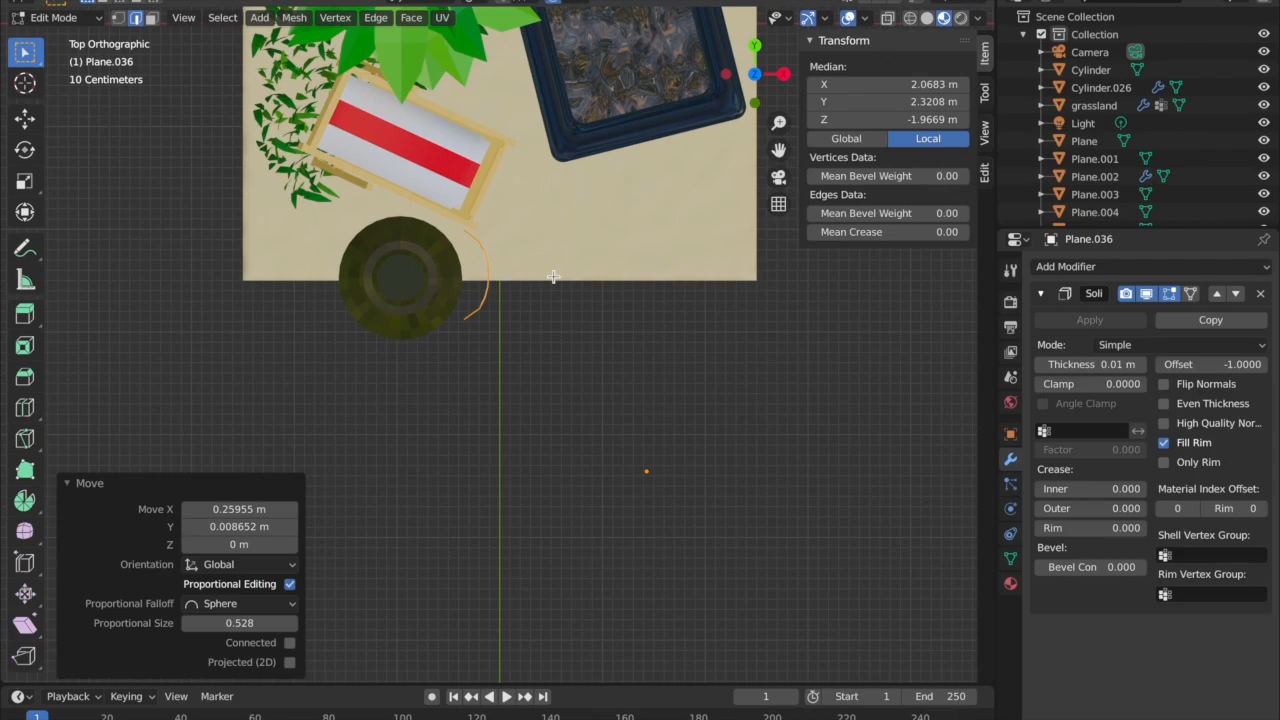 Edit Mode
View
Select
Add
Mesh
Vertex
Edge
Face
UV
Top Orthographic
(1) Plane.036
10 Centimeters
Y
X
Z
Transform
Median:
X 2.0683 m
Y 2.3208 m
Z -1.9669 m
Global
Local
Vertices Data:
Mean Bevel Weight 0.00
Edges Data:
Mean Bevel Weight 0.00
Mean Crease 0.00
Item
Tool
View
Edit
Scene Collection
Collection
Camera
Cylinder
Cylinder.026
grassland
Light
Plane
Plane.001
Plane.002
Plane.003
Plane.004
Plane.036
Add Modifier
Soli
Apply
Copy
Mode: Simple
Thickness 0.01 m
Offset -1.0000
Clamp 0.0000
Flip Normals
Angle Clamp
Even Thickness
High Quality Nor...
Factor 0.000
Fill Rim
Only Rim
Crease:
Inner 0.000
Material Index Offset:
Outer 0.000
0
Rim 0
Rim 0.000
Shell Vertex Group:
Bevel:
Bevel Con 0.000
Rim Vertex Group:
Move
Move X 0.25955 m
Y 0.008652 m
Z 0 m
Orientation Global
Proportional Editing
Proportional Falloff Sphere
Proportional Size 0.528
Connected
Projected (2D)
Playback
Keying
View
Marker
1
Start 1
End 250
1
20
40
60
80
100
120
140
160
180
200
220
240